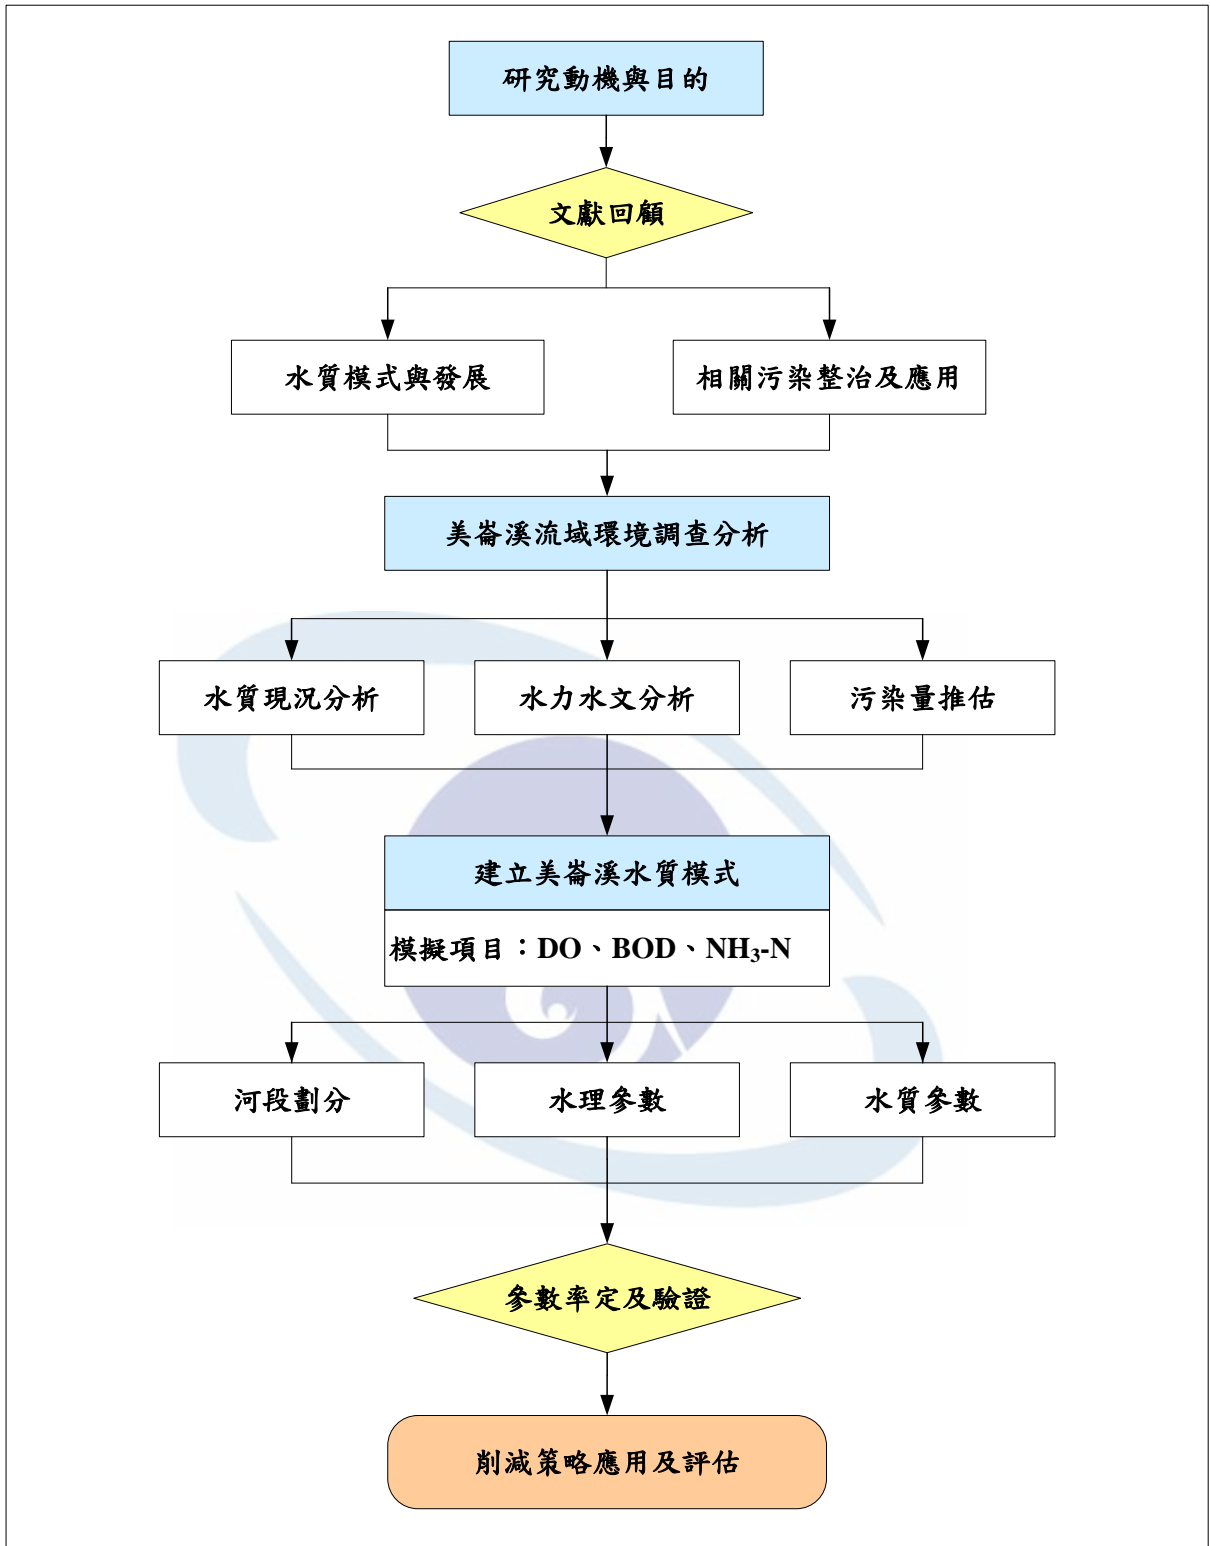 研究動機與目的
文獻回顧
水質模式與發展
相關污染整治及應用
美崙溪流域環境調查分析
水質現況分析
水力水文分析
污染量推估
建立美崙溪水質模式
模擬項目：DO、BOD、NH₃-N
河段劃分
水理參數
水質參數
參數率定及驗證
削減策略應用及評估